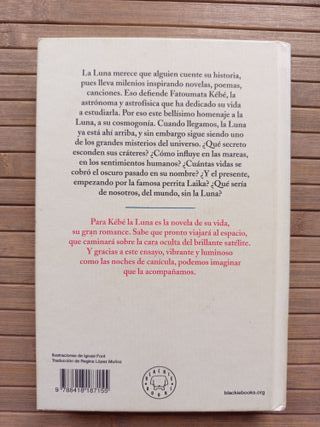 La Luna merece que alguien cuente su historia,
pues lleva milenios inspirando novelas, poemas,
canciones. Eso defiende Fatoumata Kébé, la
astrónoma y astrofísica que ha dedicado su vida
a estudiarla. Por eso este bellísimo homenaje a la
Luna, a su cosmogonía. Cuando llegamos, la Luna
ya está ahí arriba, y sin embargo sigue siendo uno
de los grandes misterios del universo. ¿Qué secreto
esconden sus cráteres? ¿Cómo influye en las mareas,
en los sentimientos humanos? ¿Cuántas vidas se
cobró el oscuro pasado en su nombre? ¿Y el presente,
empezando por la famosa perrita Laika? ¿Qué sería
de nosotros, del mundo, sin la Luna?
Para Kébé la Luna es la novela de su vida,
su gran romance. Sabe que pronto viajará al espacio,
que caminará sobre la cara oculta del brillante satélite.
Y gracias a este ensayo, vibrante y luminoso
como las noches de canícula, podemos imaginar
que la acompañamos.
Ilustraciones de Ignasi Font
Traducción de Regina López Muñoz
9 788418 187155
BLACKIE
BOOKS
blackiebooks.org